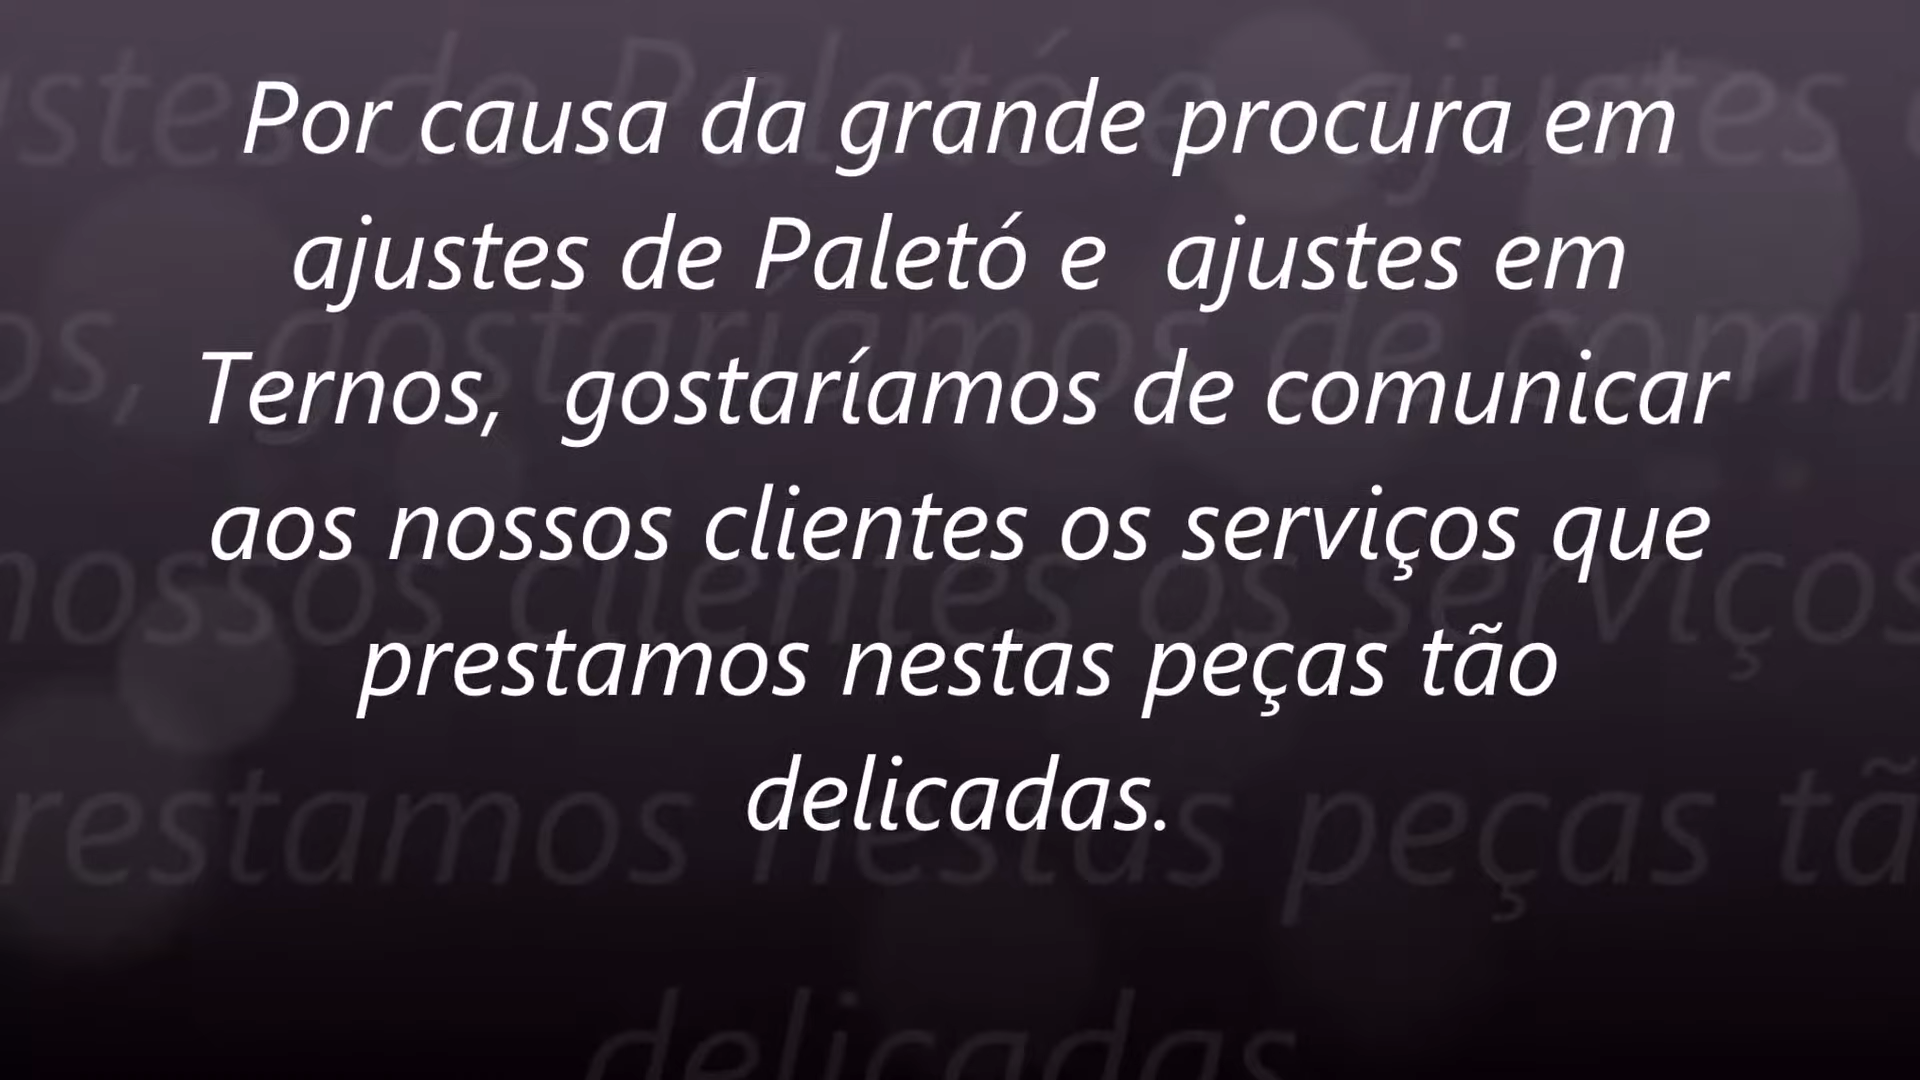 Por causa da grande procura em
ajustes de Paletó e  ajustes em
Ternos,  gostaríamos de comunicar
aos nossos clientes os serviços que
prestamos nestas peças tão
delicadas.